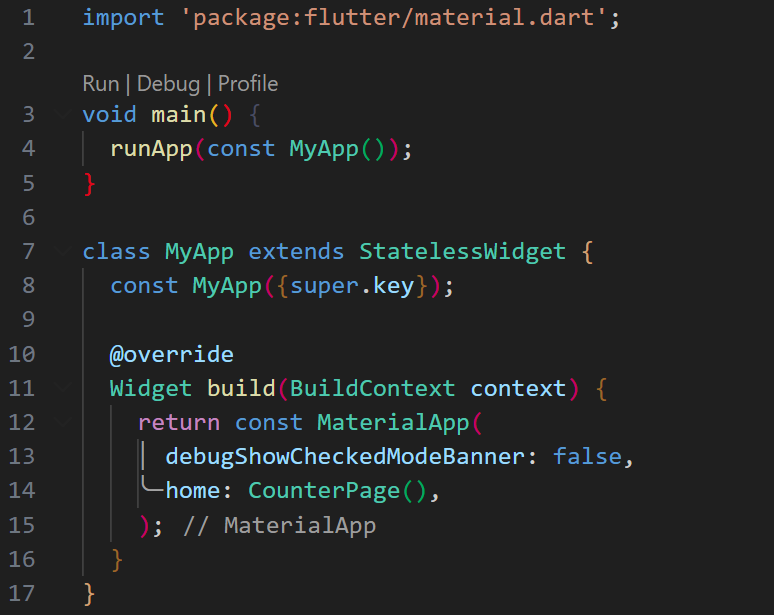 1 import 'package:flutter/material.dart';
2
Run | Debug | Profile
3 void main() {
4   runApp(const MyApp());
5 }
6
7 class MyApp extends StatelessWidget {
8   const MyApp({super.key});
9
10   @override
11   Widget build(BuildContext context) {
12     return const MaterialApp(
13       debugShowCheckedModeBanner: false,
14       home: CounterPage(),
15     ); // MaterialApp
16   }
17 }